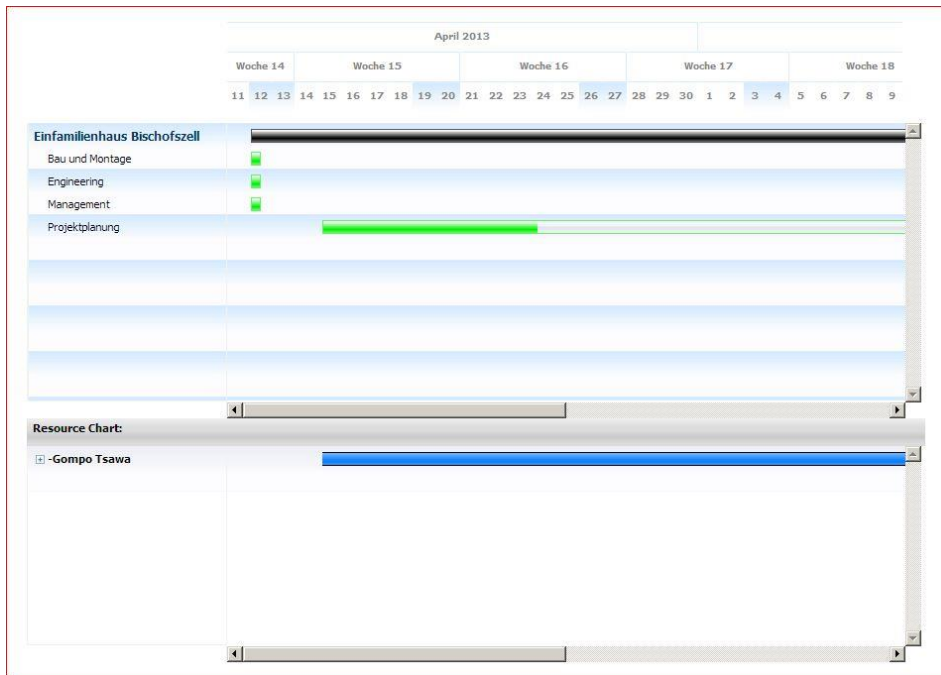 April 2013
Woche 14 Woche 15 Woche 16 Woche 17 Woche 18
11 12 13 14 15 16 17 18 19 20 21 22 23 24 25 26 27 28 29 30 1 2 3 4 5 6 7 8 9
Einfamilienhaus Bischofszell
Bau und Montage
Engineering
Management
Projektplanung
Resource Chart:
-Gompo Tsawa